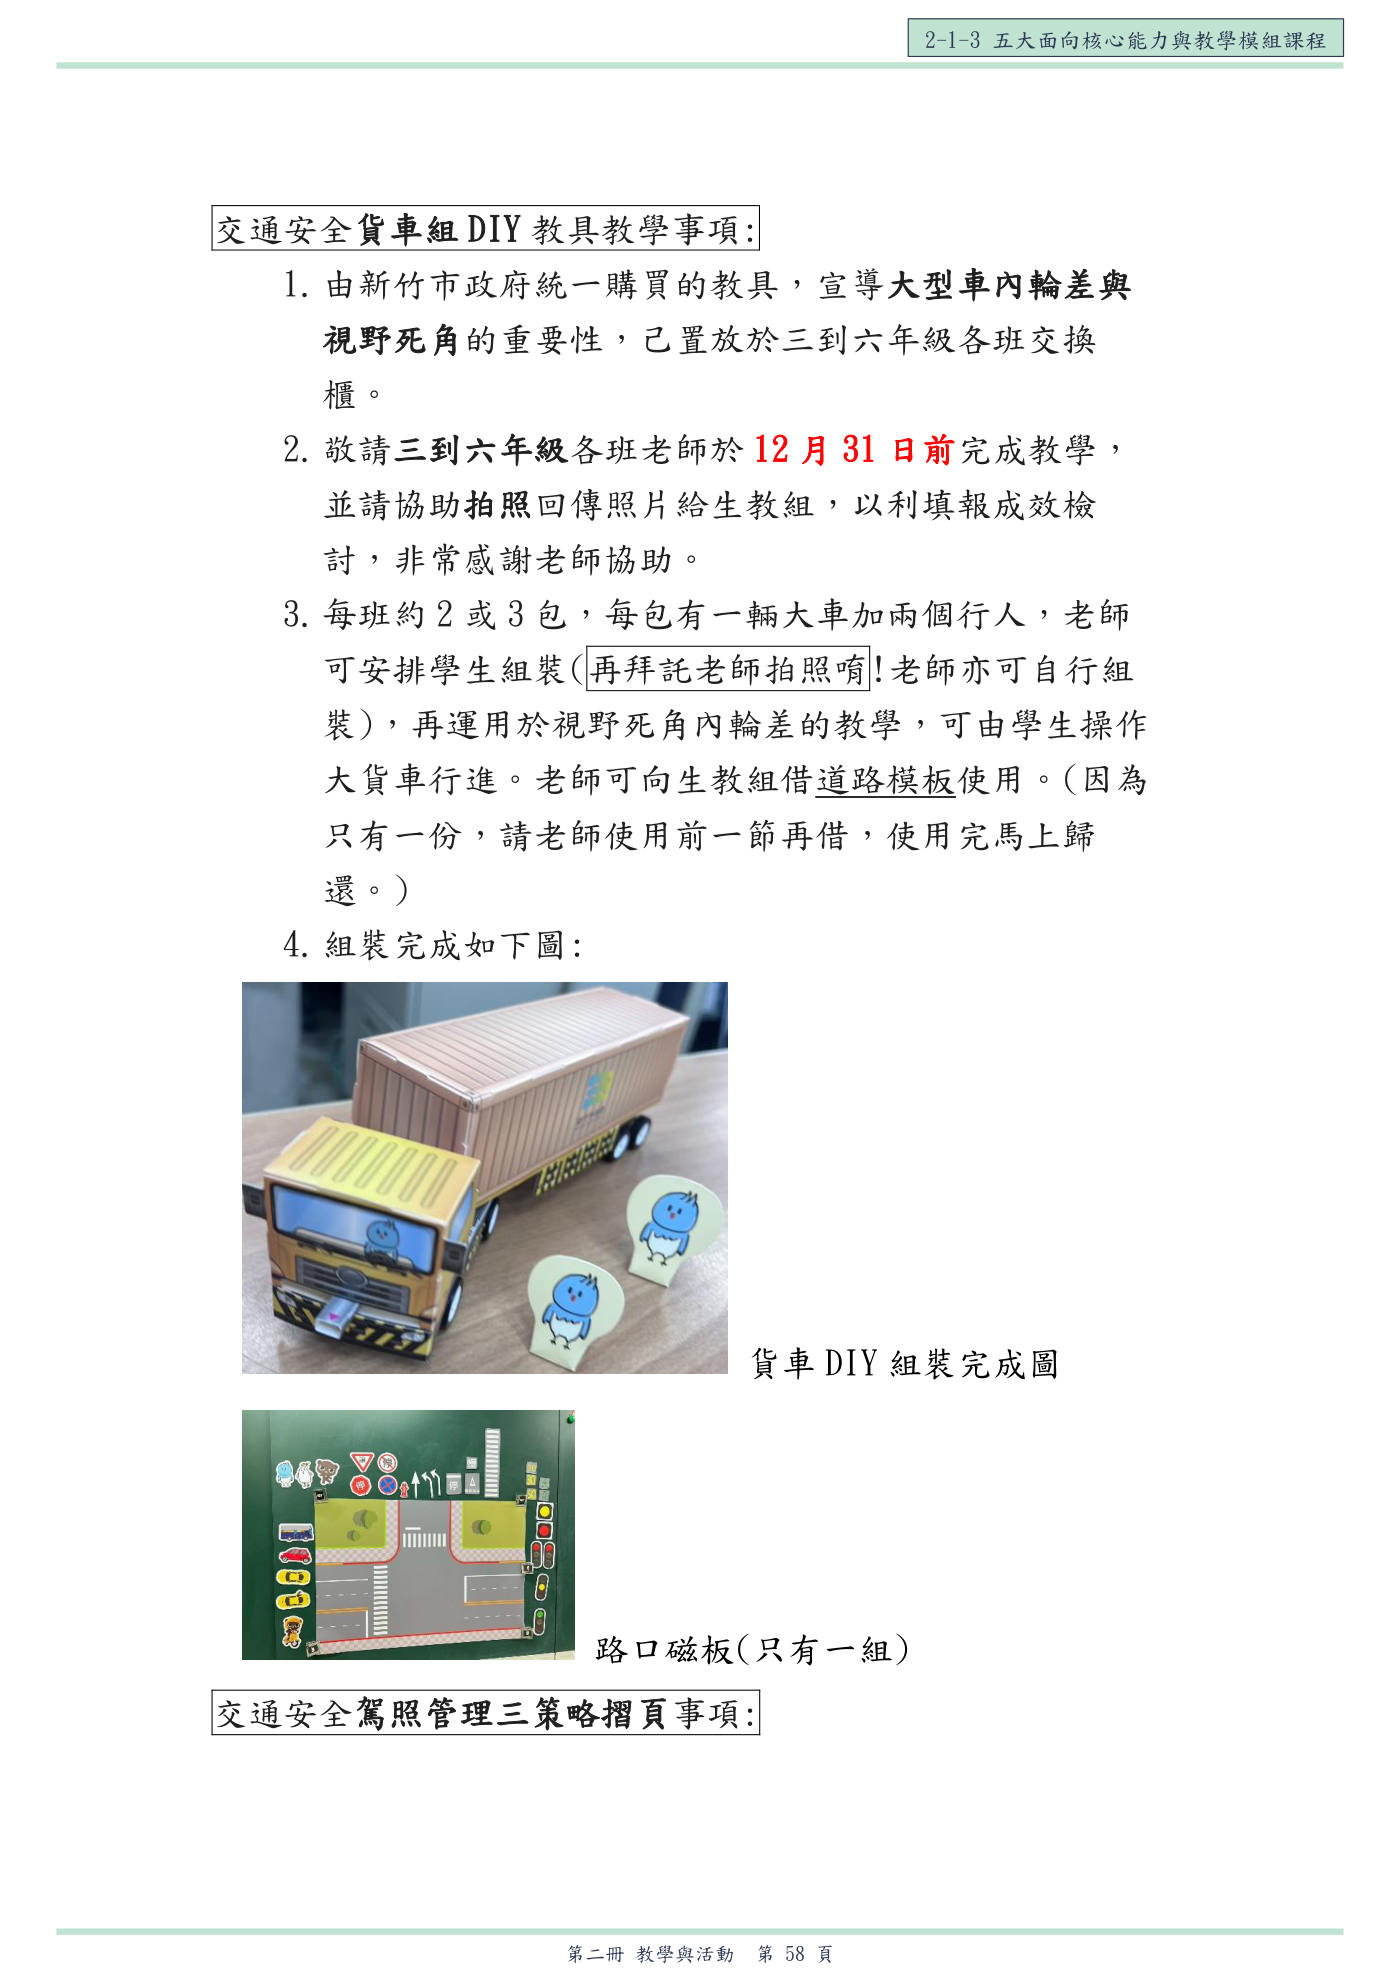 2-1-3 五大面向核心能力與教學模組課程
交通安全貨車組 DIY 教具教學事項:
1. 由新竹市政府統一購買的教具，宣導大型車內輪差與
視野死角的重要性，己置放於三到六年級各班交換
櫃。
2. 敬請三到六年級各班老師於 12 月 31 日前完成教學，
並請協助拍照回傳照片給生教組，以利填報成效檢
討，非常感謝老師協助。
3. 每班約 2 或 3 包，每包有一輛大車加兩個行人，老師
可安排學生組裝(再拜託老師拍照唷!老師亦可自行組
裝)，再運用於視野死角內輪差的教學，可由學生操作
大貨車行進。老師可向生教組借道路模板使用。(因為
只有一份，請老師使用前一節再借，使用完馬上歸
還。)
4. 組裝完成如下圖:
貨車 DIY 組裝完成圖
路口磁板(只有一組)
交通安全駕照管理三策略摺頁事項:
第二冊 教學與活動 第 58 頁